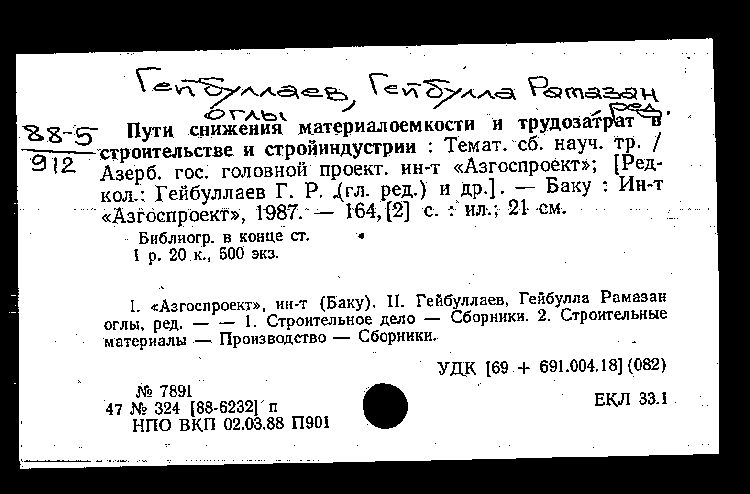 Гейбуллаев, Гейбулла Рамазан
оглы ред.
88-5
912
Пути снижения материалоемкости и трудозатрат в
строительстве и стройиндустрии : Темат. сб. науч. тр. /
Азерб. гос. головной проект. ин-т «Азгоспроект»; [Ред-
кол.: Гейбуллаев Г. Р. (гл. ред.) и др.]. — Баку : Ин-т
«Азгоспроект», 1987. — 164,[2] с. : ил.; 21 см.
Библиогр. в конце ст.
1 р. 20 к., 500 экз.
I. «Азгоспроект», ин-т (Баку). II. Гейбуллаев, Гейбулла Рамазан
оглы, ред. — — 1. Строительное дело — Сборники. 2. Строительные
материалы — Производство — Сборники.
УДК [69 + 691.004.18] (082)
№ 7891
47 № 324 [88-6232] п
ЕКЛ 33.1
НПО ВКП 02.03.88 П901